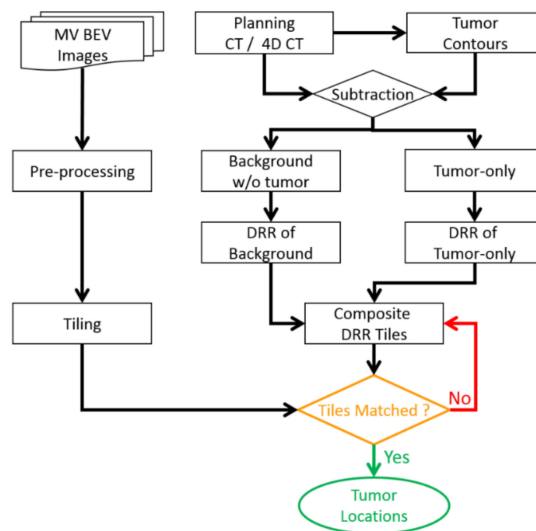 MV BEV
Images
Planning
CT / 4D CT
Tumor
Contours
Subtraction
Pre-processing
Background
w/o tumor
Tumor-only
DRR of
Background
DRR of
Tumor-only
Tiling
Composite
DRR Tiles
Tiles Matched ?
No
Yes
Tumor
Locations